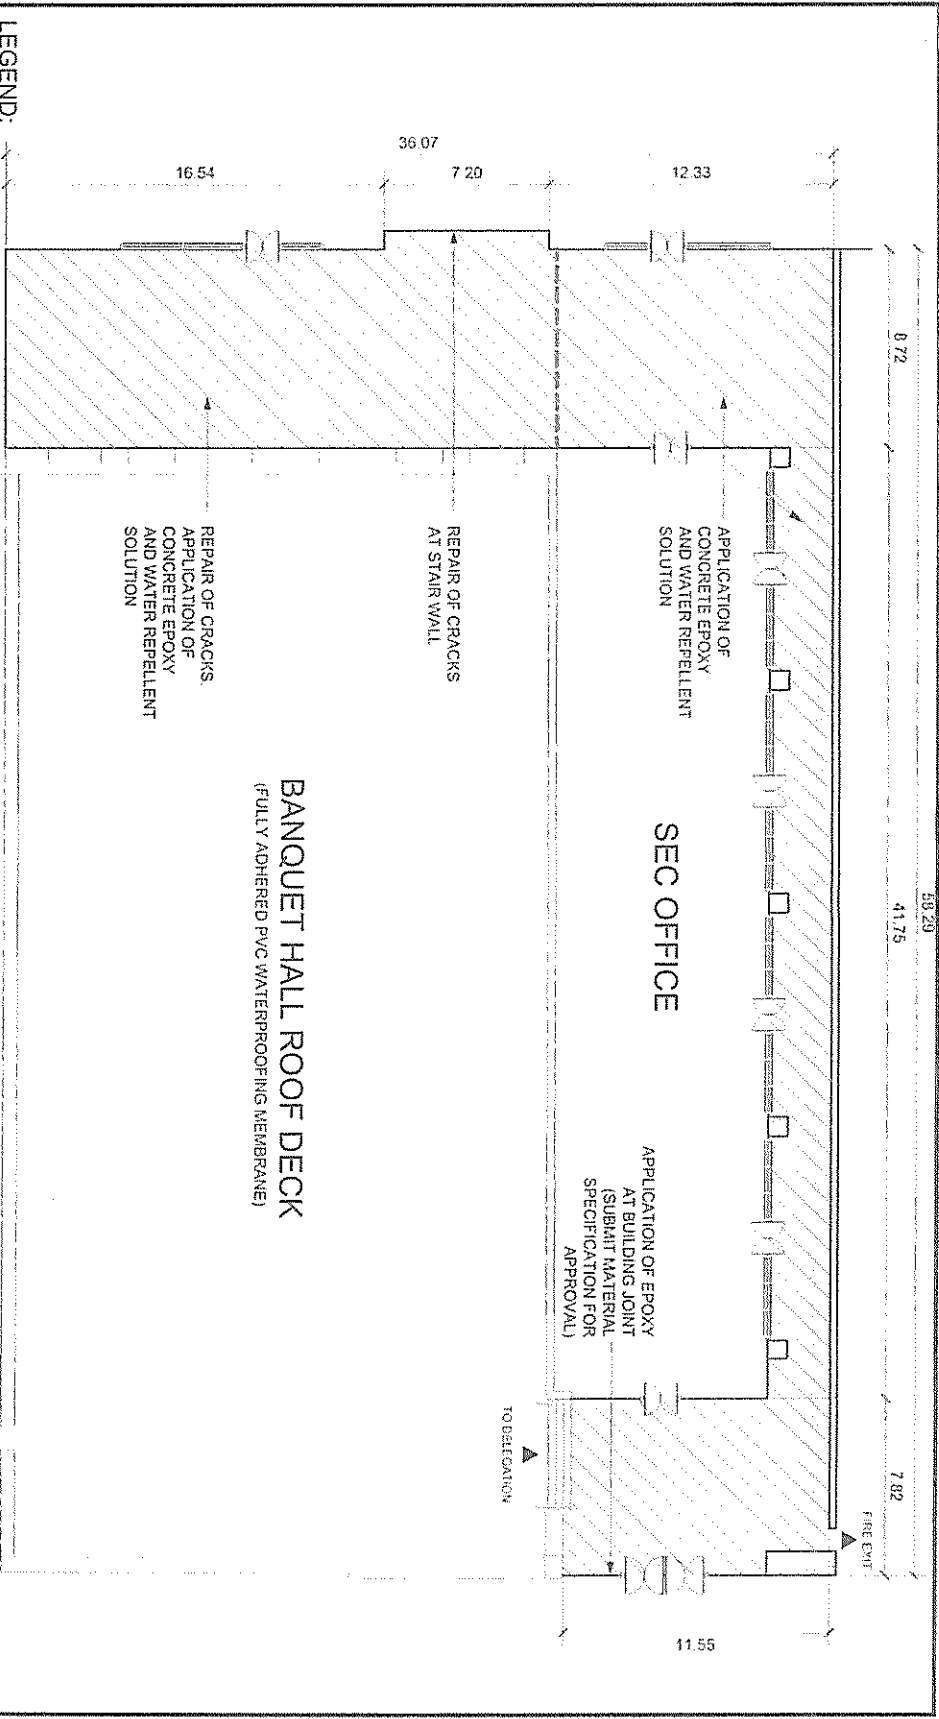 58.29
8.72
41.75
7.82
FIRE EXIT
36.07
12.33
7.20
16.54
11.55
APPLICATION OF
CONCRETE EPOXY
AND WATER REPELLENT
SOLUTION
SEC OFFICE
APPLICATION OF EPOXY
AT BUILDING JOINT
(SUBMIT MATERIAL
SPECIFICATION FOR
APPROVAL)
TO DELEGATION
REPAIR OF CRACKS
AT STAIR WALL
BANQUET HALL ROOF DECK
(FULLY ADHERED PVC WATERPROOFING MEMBRANE)
REPAIR OF CRACKS.
APPLICATION OF
CONCRETE EPOXY
AND WATER REPELLENT
SOLUTION
LEGEND: